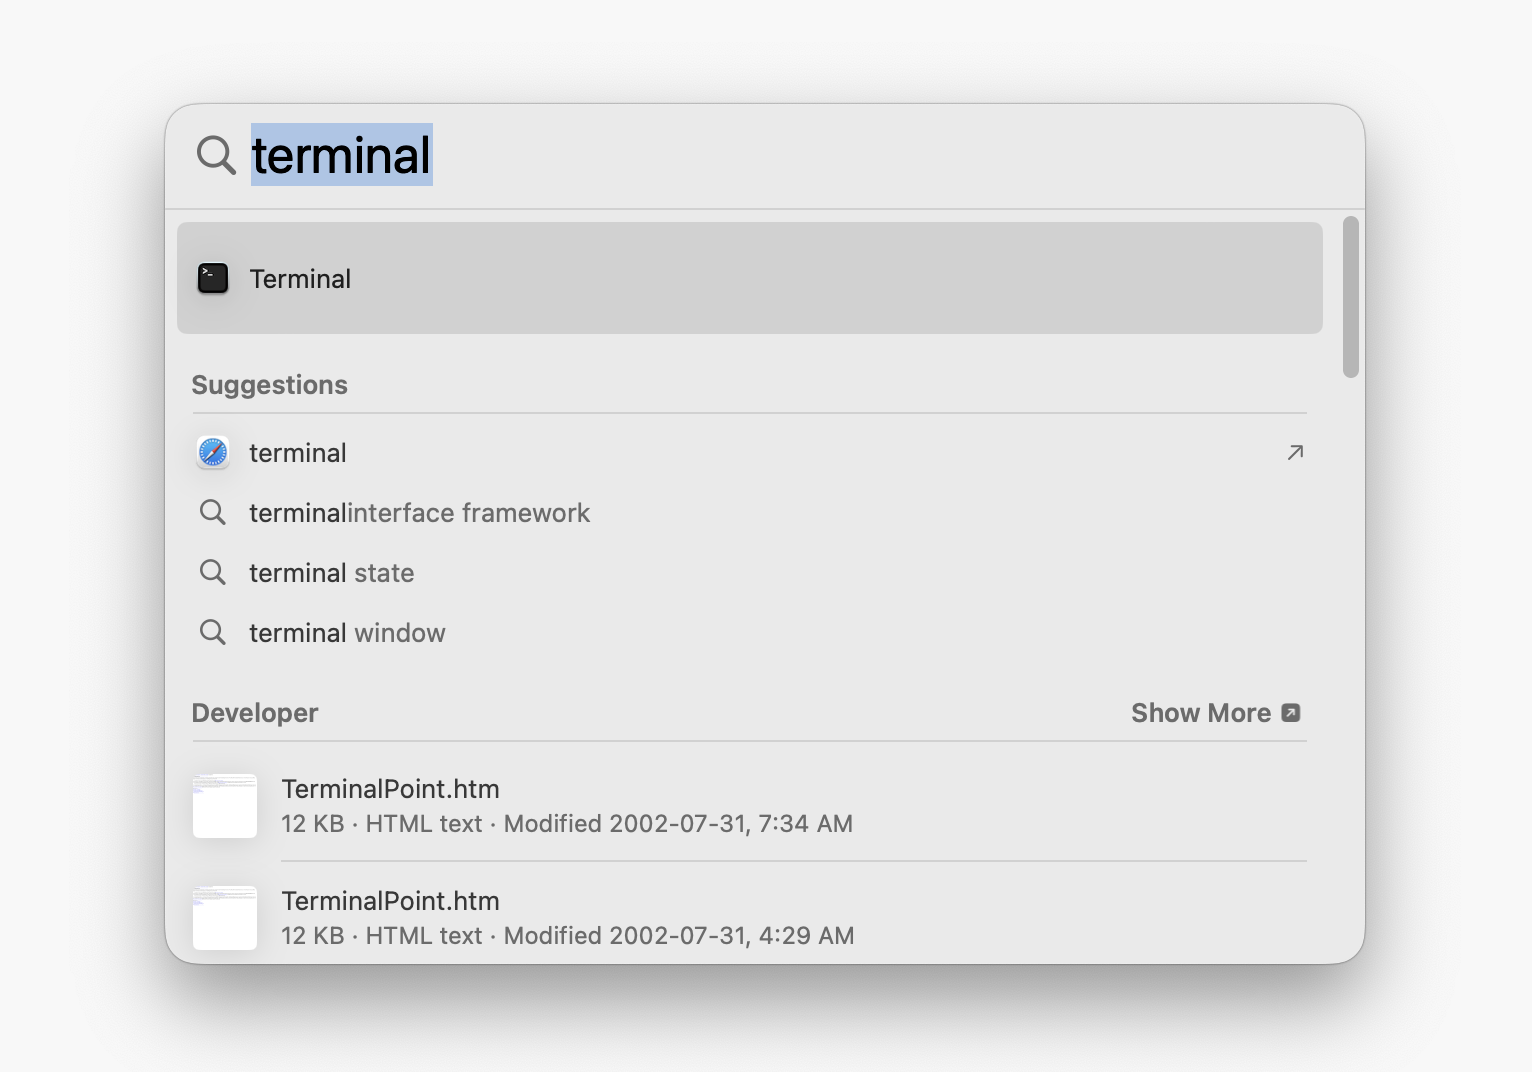 terminal
Terminal
Suggestions
terminal
terminalinterface framework
terminal state
terminal window
Developer
Show More
TerminalPoint.htm
12 KB · HTML text · Modified 2002-07-31, 7:34 AM
TerminalPoint.htm
12 KB · HTML text · Modified 2002-07-31, 4:29 AM